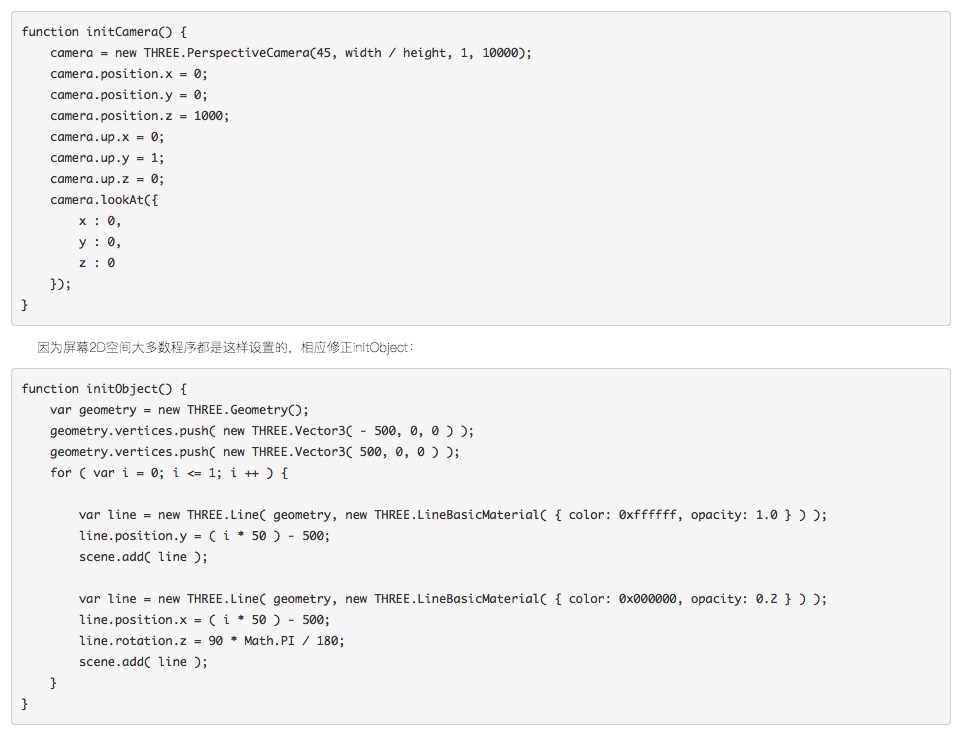 function initCamera() {
    camera = new THREE.PerspectiveCamera(45, width / height, 1, 10000);
    camera.position.x = 0;
    camera.position.y = 0;
    camera.position.z = 1000;
    camera.up.x = 0;
    camera.up.y = 1;
    camera.up.z = 0;
    camera.lookAt({
        x : 0,
        y : 0,
        z : 0
    });
}
因为屏幕2D空间大多数程序都是这样设置的，相应修正initObject：
function initObject() {
    var geometry = new THREE.Geometry();
    geometry.vertices.push( new THREE.Vector3( - 500, 0, 0 ) );
    geometry.vertices.push( new THREE.Vector3( 500, 0, 0 ) );
    for ( var i = 0; i <= 1; i ++ ) {
        var line = new THREE.Line( geometry, new THREE.LineBasicMaterial( { color: 0xffffff, opacity: 1.0 } ) );
        line.position.y = ( i * 50 ) - 500;
        scene.add( line );
        var line = new THREE.Line( geometry, new THREE.LineBasicMaterial( { color: 0x000000, opacity: 0.2 } ) );
        line.position.x = ( i * 50 ) - 500;
        line.rotation.z = 90 * Math.PI / 180;
        scene.add( line );
    }
}